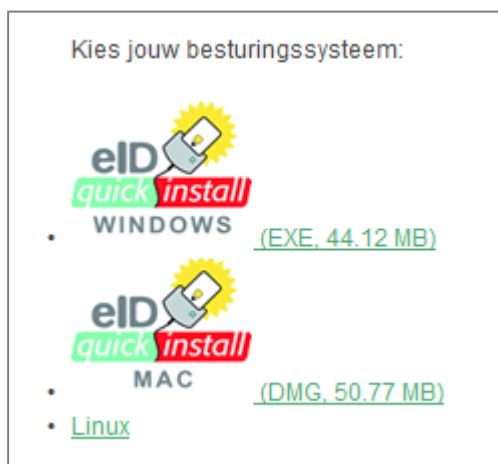 Kies jouw besturingssysteem:
eID
quick install
WINDOWS
(EXE, 44.12 MB)
eID
quick install
MAC
(DMG, 50.77 MB)
Linux